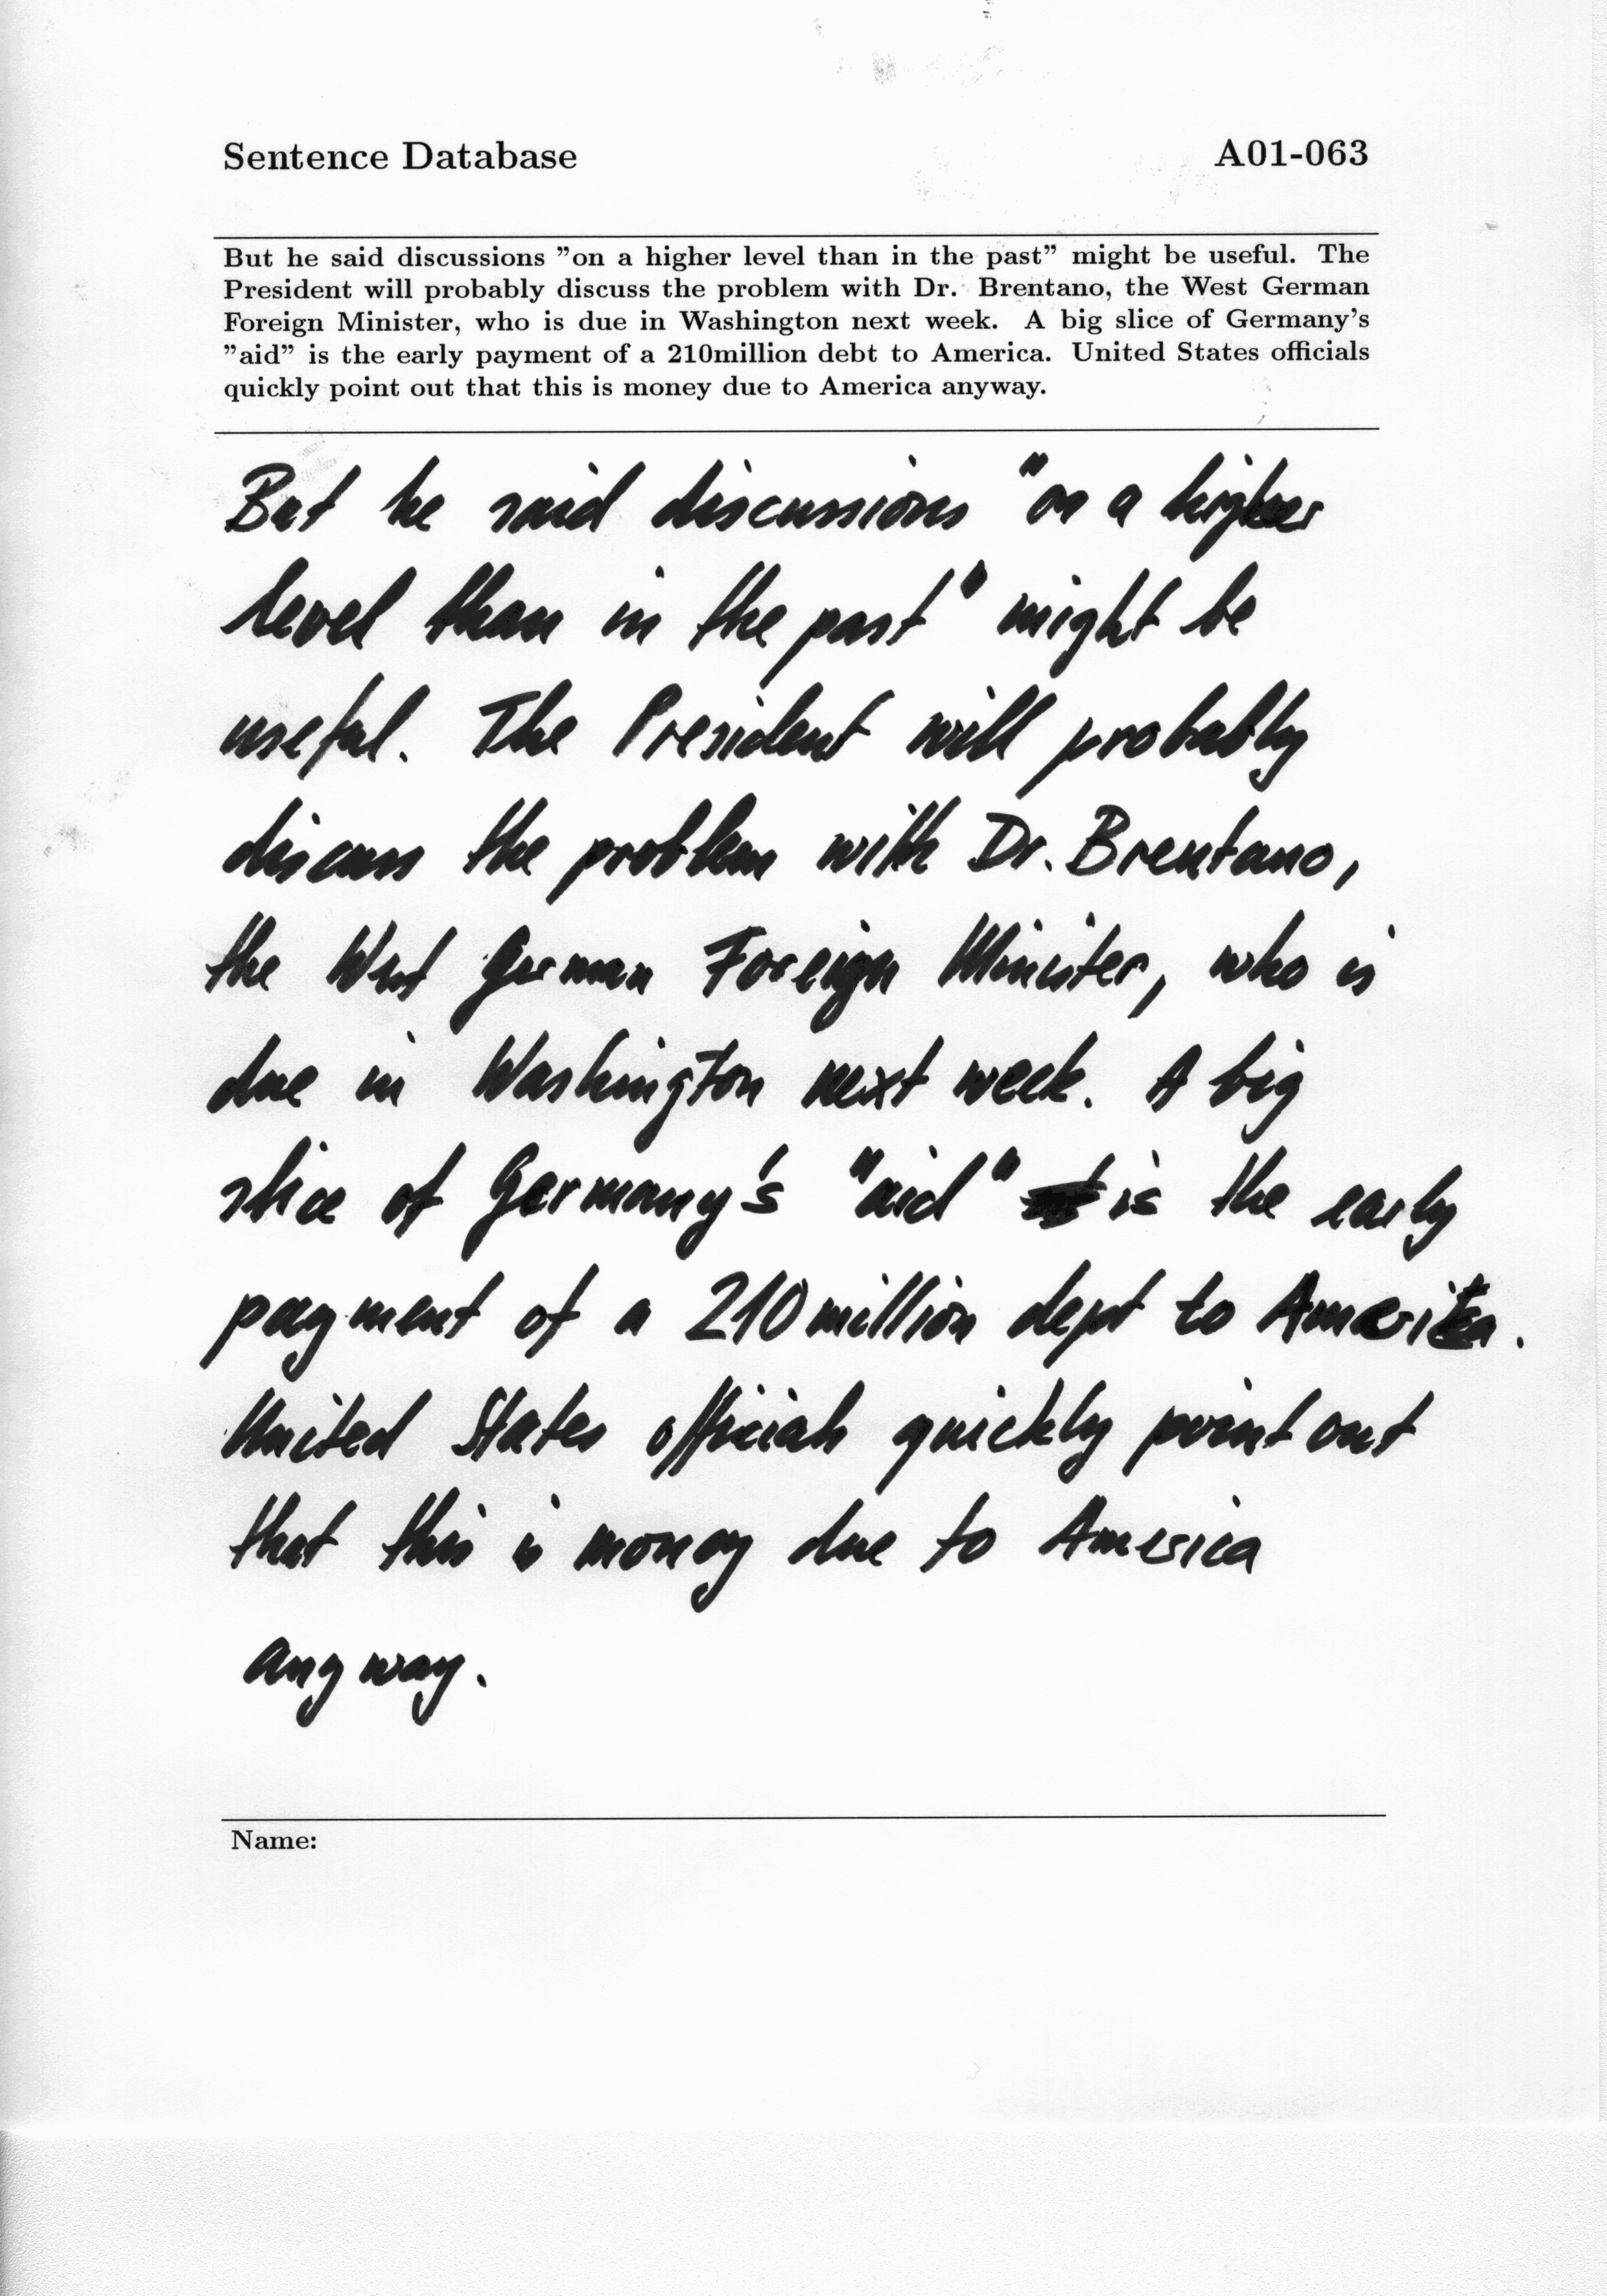 Sentence Database A01-063
But he said discussions ”on a higher level than in the past” might be useful. The
President will probably discuss the problem with Dr. Brentano, the West German
Foreign Minister, who is due in Washington next week. A big slice of Germany's
”aid” is the early payment of a 210million debt to America. United States officials
quickly point out that this is money due to America anyway.
But he said discussions "on a higher
level than in the past" might be
useful. The President will probably
discuss the problem with Dr. Brentano,
the West German Foreign Minister, who is
due in Washington next week. A big
slice of Germany's "aid" is the early
payment of a 210million dept to America.
United States officials quickly point out
that this is money due to America
anyway.
Name: